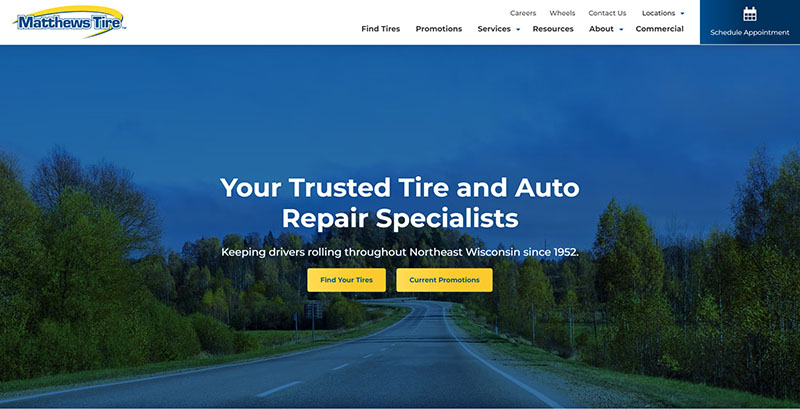 Matthews Tire
Careers Wheels Contact Us Locations
Find Tires Promotions Services Resources About Commercial
Schedule Appointment
Your Trusted Tire and Auto
Repair Specialists
Keeping drivers rolling throughout Northeast Wisconsin since 1952.
Find Your Tires Current Promotions